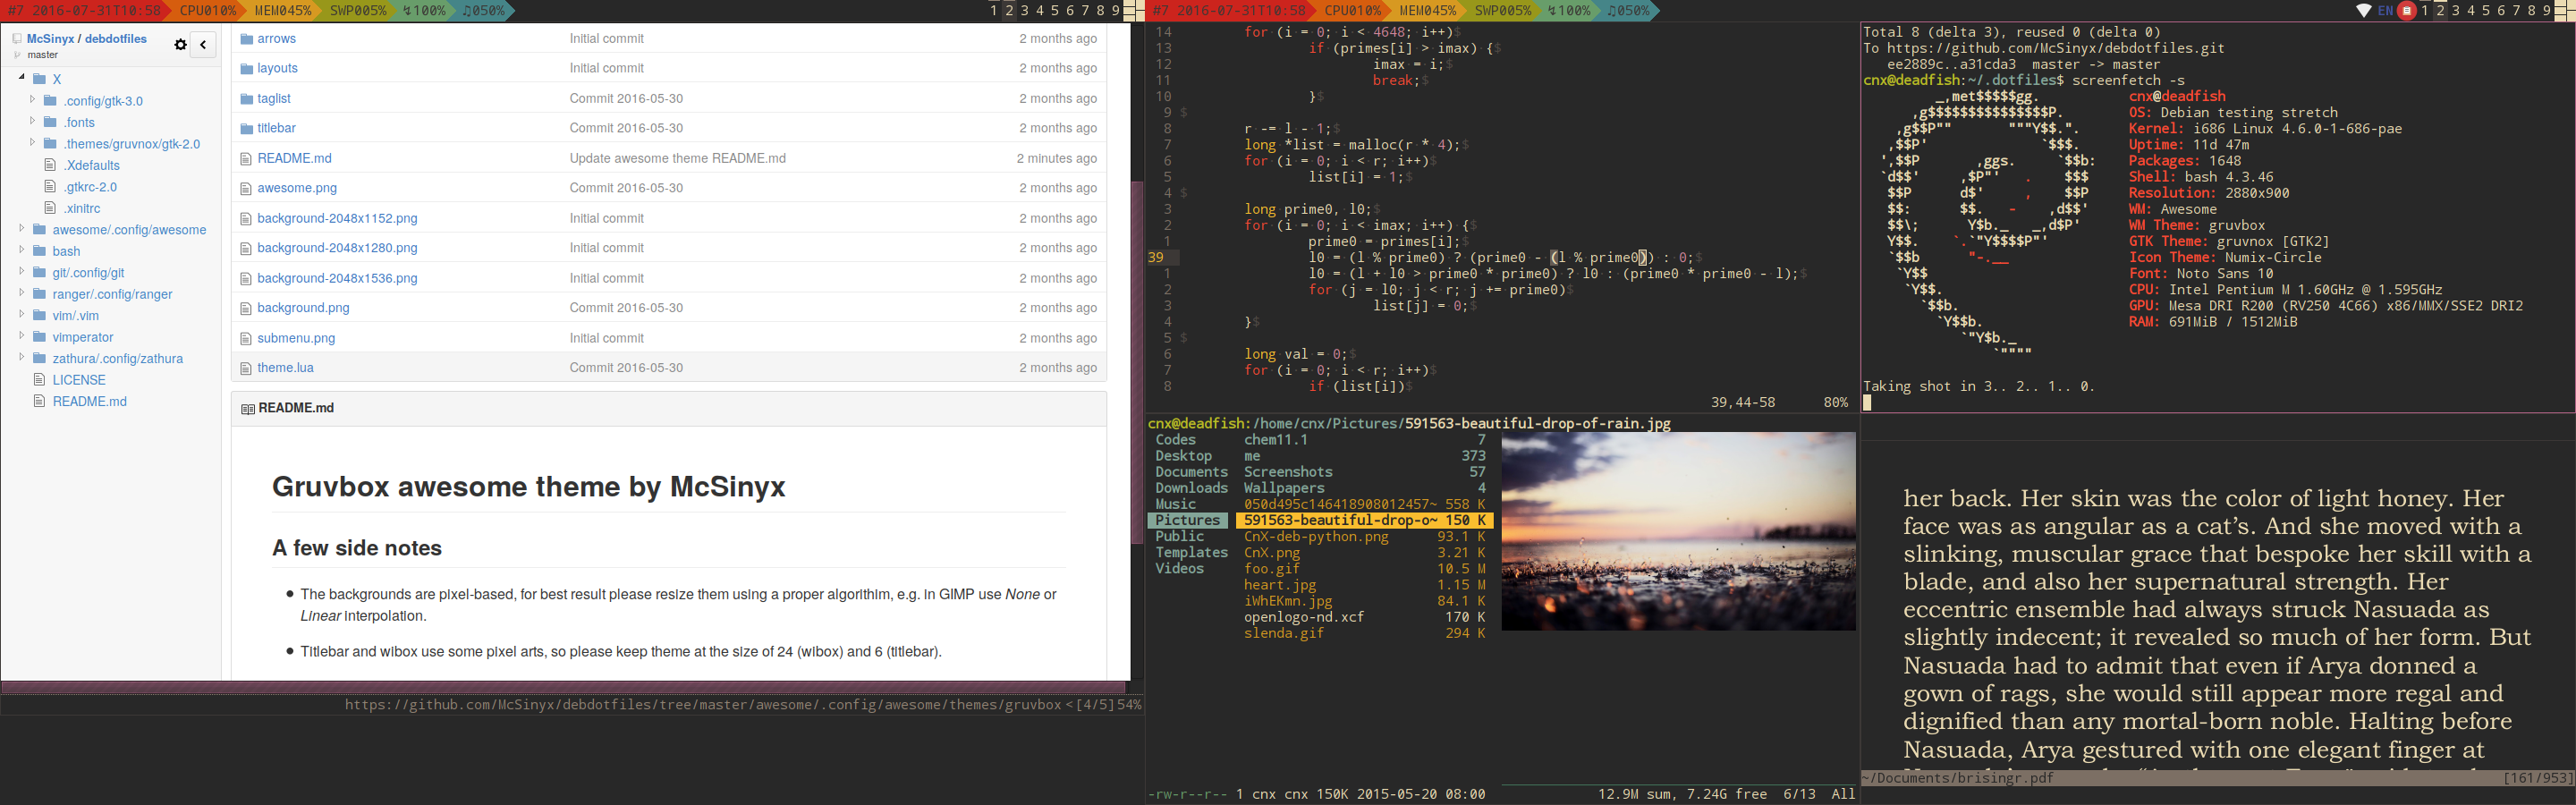 #7 2016-07-31T10:58 CPU010% MEM045% SWP005% ↯100% ♫050% 1 2 3 4 5 6 7 8 9
McSinyx / debdotfiles
master
X
.config/gtk-3.0
.fonts
.themes/gruvnox/gtk-2.0
.Xdefaults
.gtkrc-2.0
.xinitrc
awesome/.config/awesome
bash
git/.config/git
ranger/.config/ranger
vim/.vim
vimperator
zathura/.config/zathura
LICENSE
README.md
arrows Initial commit 2 months ago
layouts Initial commit 2 months ago
taglist Commit 2016-05-30 2 months ago
titlebar Commit 2016-05-30 2 months ago
README.md Update awesome theme README.md 2 minutes ago
awesome.png Commit 2016-05-30 2 months ago
background-2048x1152.png Initial commit 2 months ago
background-2048x1280.png Initial commit 2 months ago
background-2048x1536.png Initial commit 2 months ago
background.png Commit 2016-05-30 2 months ago
submenu.png Initial commit 2 months ago
theme.lua Commit 2016-05-30 2 months ago
README.md
Gruvbox awesome theme by McSinyx
A few side notes
• The backgrounds are pixel-based, for best result please resize them using a proper algorithm, e.g. in GIMP use None or
Linear interpolation.
• Titlebar and wibox use some pixel arts, so please keep theme at the size of 24 (wibox) and 6 (titlebar).
https://github.com/McSinyx/debdotfiles/tree/master/awesome/.config/awesome/themes/gruvbox <[4/5]54%
#7 2016-07-31T10:58 CPU010% MEM045% SWP005% ↯100% ♫050% EN 1 2 3 4 5 6 7 8 9
14 for (i = 0; i < 4648; i++)$
13 if (primes[i] > imax) {$
12 imax = i;$
11 break;$
10 }$
9 $
8 r -= l - 1;$
7 long *list = malloc(r * 4);$
6 for (i = 0; i < r; i++)$
5 list[i] = 1;$
4 $
3 long prime0, l0;$
2 for (i = 0; i < imax; i++) {$
1 prime0 = primes[i];$
39 l0 = (l % prime0) ? (prime0 - (l % prime0)) : 0;$
1 l0 = (l + l0 > prime0 * prime0) ? l0 : (prime0 * prime0 - l);$
2 for (j = l0; j < r; j += prime0)$
3 list[j] = 0;$
4 }$
5 $
6 long val = 0;$
7 for (i = 0; i < r; i++)$
8 if (list[i])$
39,44-58 80%
cnx@deadfish:/home/cnx/Pictures/591563-beautiful-drop-of-rain.jpg
Codes chem11.1 7
Desktop me 373
Documents Screenshots 57
Downloads Wallpapers 4
Music 050d495c146418908012457~ 558 K
Pictures 591563-beautiful-drop-o~ 150 K
Public CnX-deb-python.png 93.1 K
Templates CnX.png 3.21 K
Videos foo.gif 10.5 M
heart.jpg 1.15 M
iWhEKmn.jpg 84.1 K
openlogo-nd.xcf 170 K
slenda.gif 294 K
-rw-r--r-- 1 cnx cnx 150K 2015-05-20 08:00 12.9M sum, 7.24G free 6/13 All
Total 8 (delta 3), reused 0 (delta 0)
To https://github.com/McSinyx/debdotfiles.git
ee2889c..a31cda3 master -> master
cnx@deadfish:~/.dotfiles$ screenfetch -s
_,met$$$$$gg. cnx@deadfish
,g$$$$$$$$$$$$$$$P. OS: Debian testing stretch
,g$$P"" """Y$$.". Kernel: i686 Linux 4.6.0-1-686-pae
,$$P' `$$$. Uptime: 11d 47m
',$$P ,ggs. `$$b: Packages: 1648
`d$$' ,$P"' . $$$ Shell: bash 4.3.46
$$P d$' , $$P Resolution: 2880x900
$$: $$. - ,d$$' WM: Awesome
$$\; Y$b._ _,d$P' WM Theme: gruvbox
Y$$. `.`"Y$$$$P"' GTK Theme: gruvnox [GTK2]
`$$b "-.__ Icon Theme: Numix-Circle
`Y$$ Font: Noto Sans 10
`Y$$. CPU: Intel Pentium M 1.60GHz @ 1.595GHz
`$$b. GPU: Mesa DRI R200 (RV250 4C66) x86/MMX/SSE2 DRI2
`Y$$b. RAM: 691MiB / 1512MiB
`"Y$b._
`""""
Taking shot in 3.. 2.. 1.. 0.
her back. Her skin was the color of light honey. Her
face was as angular as a cat's. And she moved with a
slinking, muscular grace that bespoke her skill with a
blade, and also her supernatural strength. Her
eccentric ensemble had always struck Nasuada as
slightly indecent; it revealed so much of her form. But
Nasuada had to admit that even if Arya donned a
gown of rags, she would still appear more regal and
dignified than any mortal-born noble. Halting before
Nasuada, Arya gestured with one elegant finger at
~/Documents/brisingr.pdf [161/953]